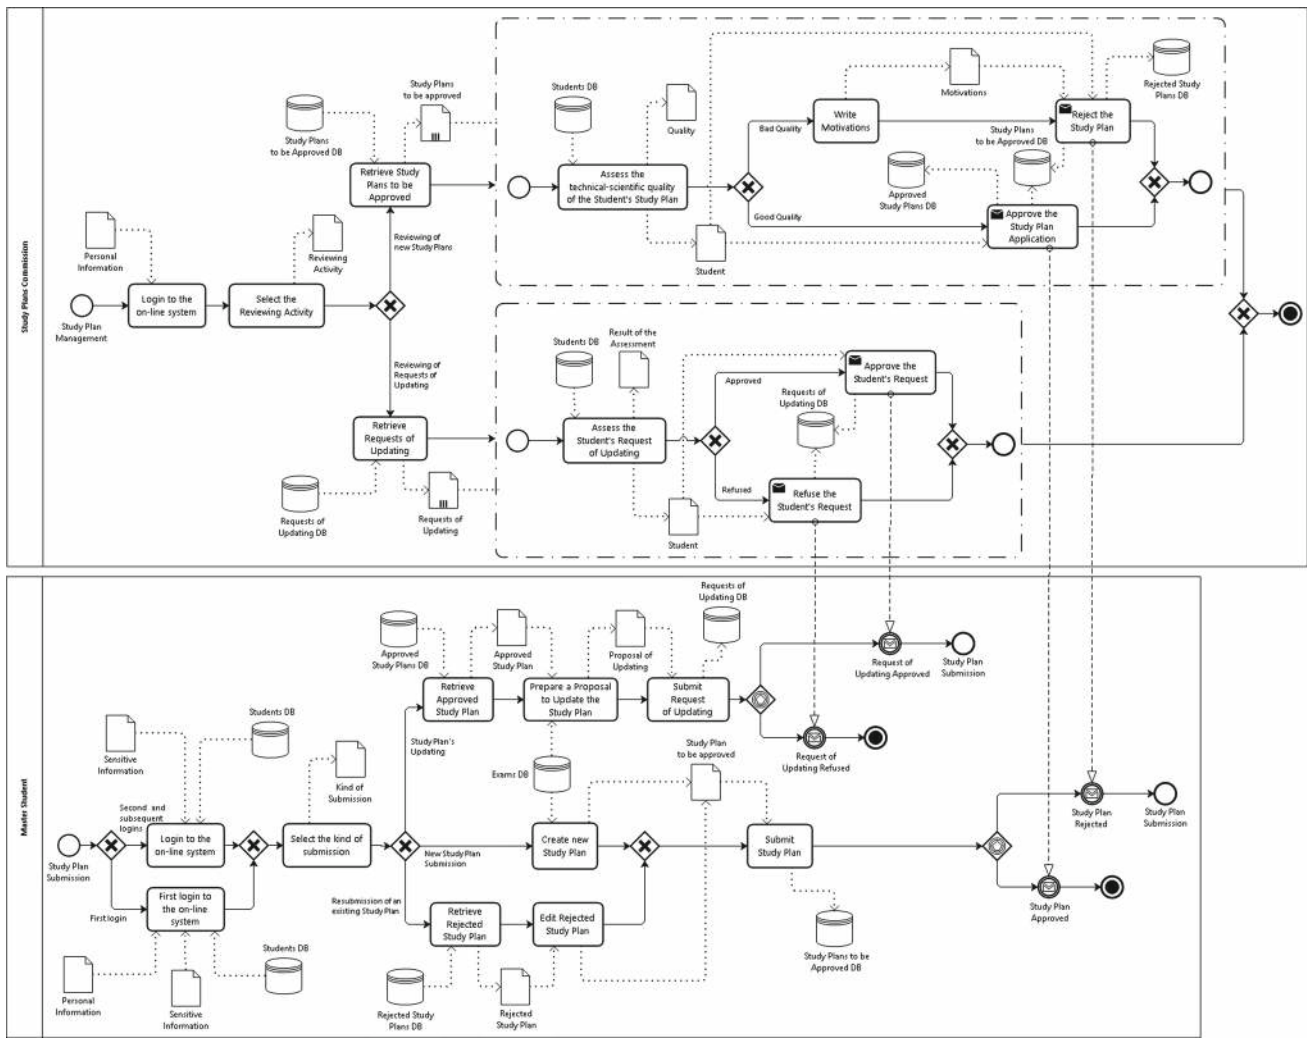 Study Plans Commission
Study Plan
Management
Personal
Information
Login to the
on-line system
Select the
Reviewing Activity
Reviewing
Activity
Reviewing of
new Study Plans
Reviewing of
Requests of
Updating
Study Plans
to be Approved DB
Study Plans
to be approved
Retrieve Study
Plans to be
Approved
Students DB
Quality
Assess the
technical-scientific quality
of the Student's Study Plan
Student
Bad Quality
Good Quality
Write
Motivations
Motivations
Study Plans
to be Approved DB
Approved
Study Plans DB
Reject the
Study Plan
Rejected Study
Plans DB
Approve the
Study Plan
Application
Retrieve
Requests of
Updating
Requests of
Updating DB
Requests of
Updating
Students DB
Result of the
Assessment
Assess the
Student's Request
of Updating
Student
Approved
Refused
Requests of
Updating DB
Approve the
Student's Request
Refuse the
Student's Request
Master Student
Study Plan
Submission
Second and
subsequent
logins
First login
Sensitive
Information
Students DB
Login to the
on-line system
First login to
the on-line
system
Personal
Information
Sensitive
Information
Students DB
Kind of
Submission
Select the kind of
submission
Study Plan's
Updating
New Study Plan
Submission
Resubmission of an
existing Study Plan
Approved
Study Plans DB
Approved
Study Plan
Retrieve
Approved
Study Plan
Prepare a Proposal
to Update the
Study Plan
Proposal of
Updating
Submit
Request
of Updating
Requests of
Updating DB
Request of
Updating Approved
Study Plan
Submission
Request of
Updating Refused
Exams DB
Create new
Study Plan
Study Plan
to be approved
Submit
Study Plan
Study Plans to be
Approved DB
Retrieve
Rejected
Study Plan
Edit Rejected
Study Plan
Rejected Study
Plans DB
Rejected
Study Plan
Study Plan
Rejected
Study Plan
Submission
Study Plan
Approved